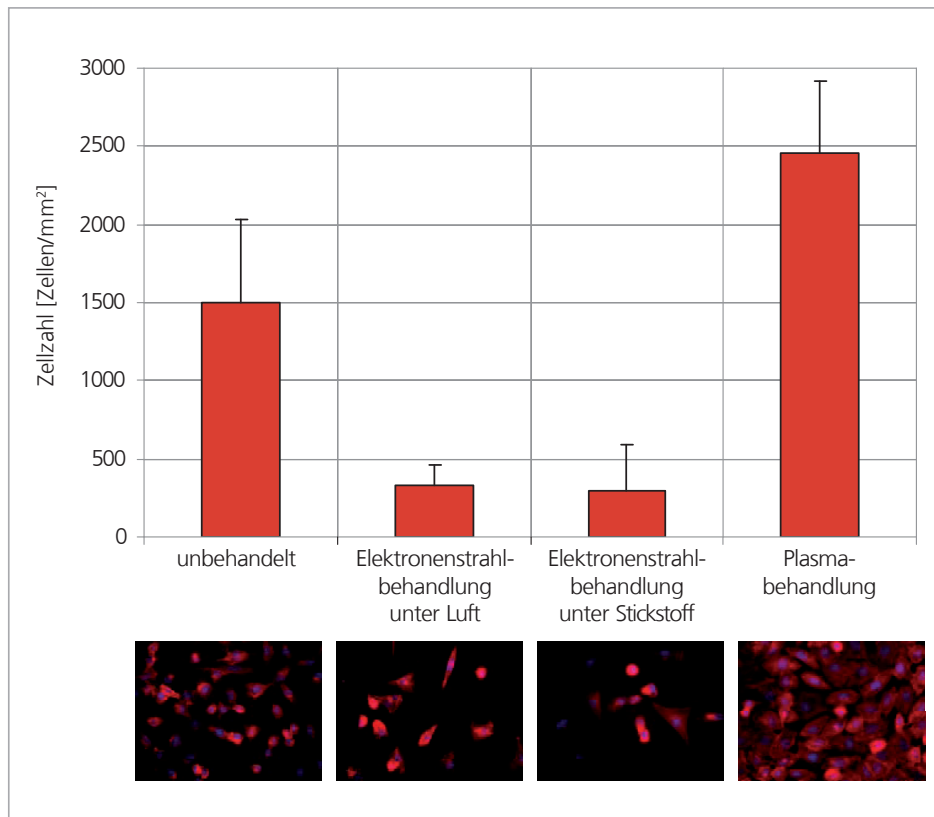 3000
2500
2000
1500
1000
500
0
Zellzahl [Zellen/mm²]
unbehandelt
Elektronenstrahl-
behandlung
unter Luft
Elektronenstrahl-
behandlung
unter Stickstoff
Plasma-
behandlung